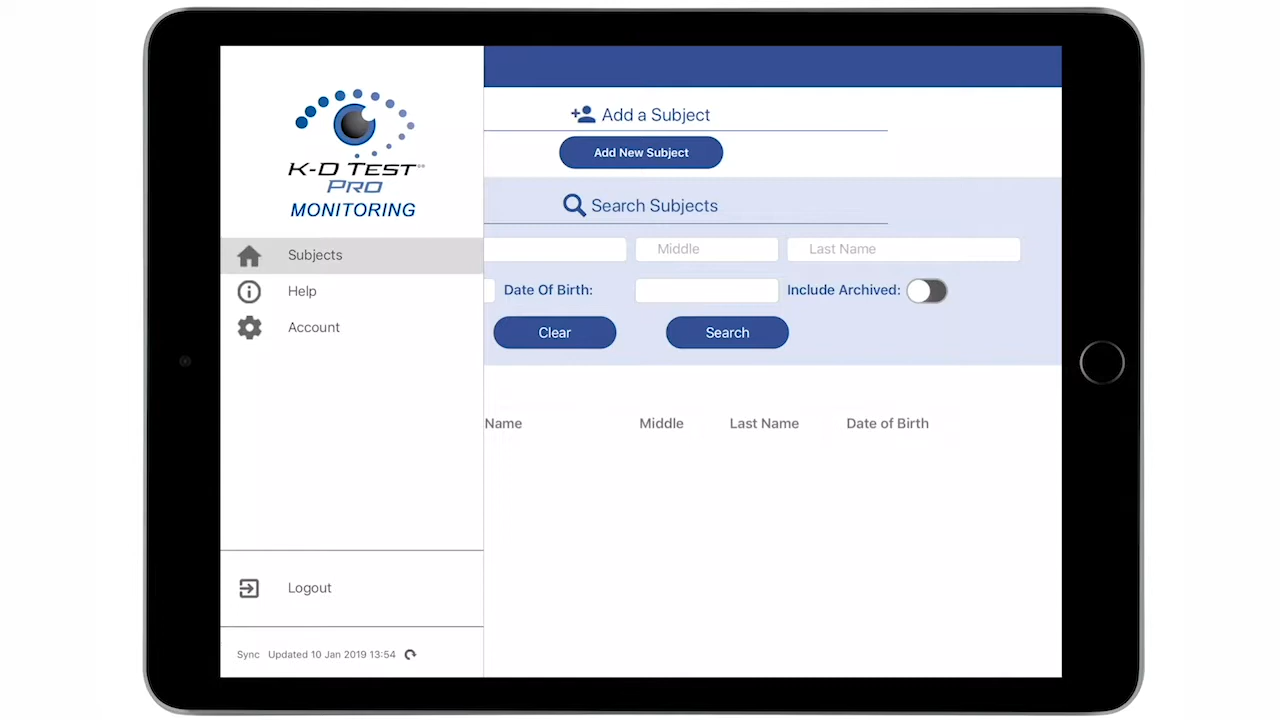 K-D TEST
PRO
MONITORING
Subjects
Help
Account
Logout
Sync Updated 10 Jan 2019 13:54
Add a Subject
Add New Subject
Search Subjects
Middle Last Name
Date Of Birth: Include Archived:
Clear Search
Name Middle Last Name Date of Birth